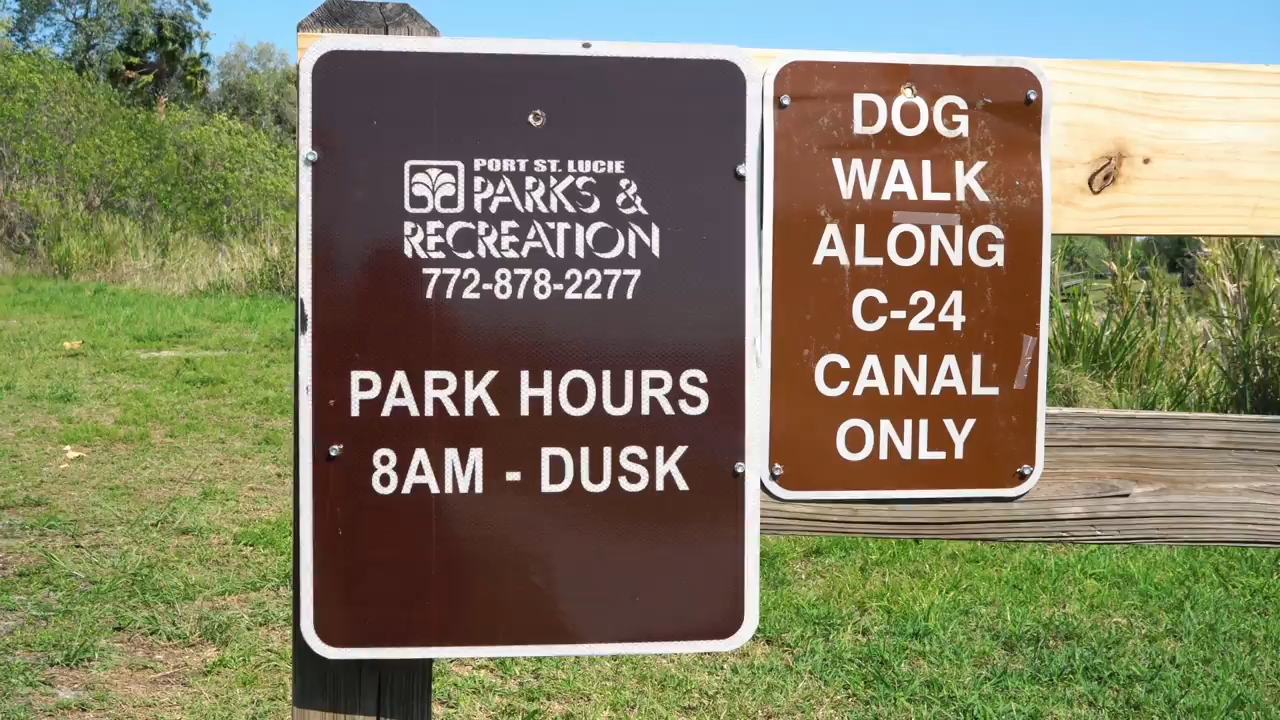 PORT ST. LUCIE
PARKS &
RECREATION
772-878-2277
PARK HOURS
8AM - DUSK
DOG
WALK
ALONG
C-24
CANAL
ONLY